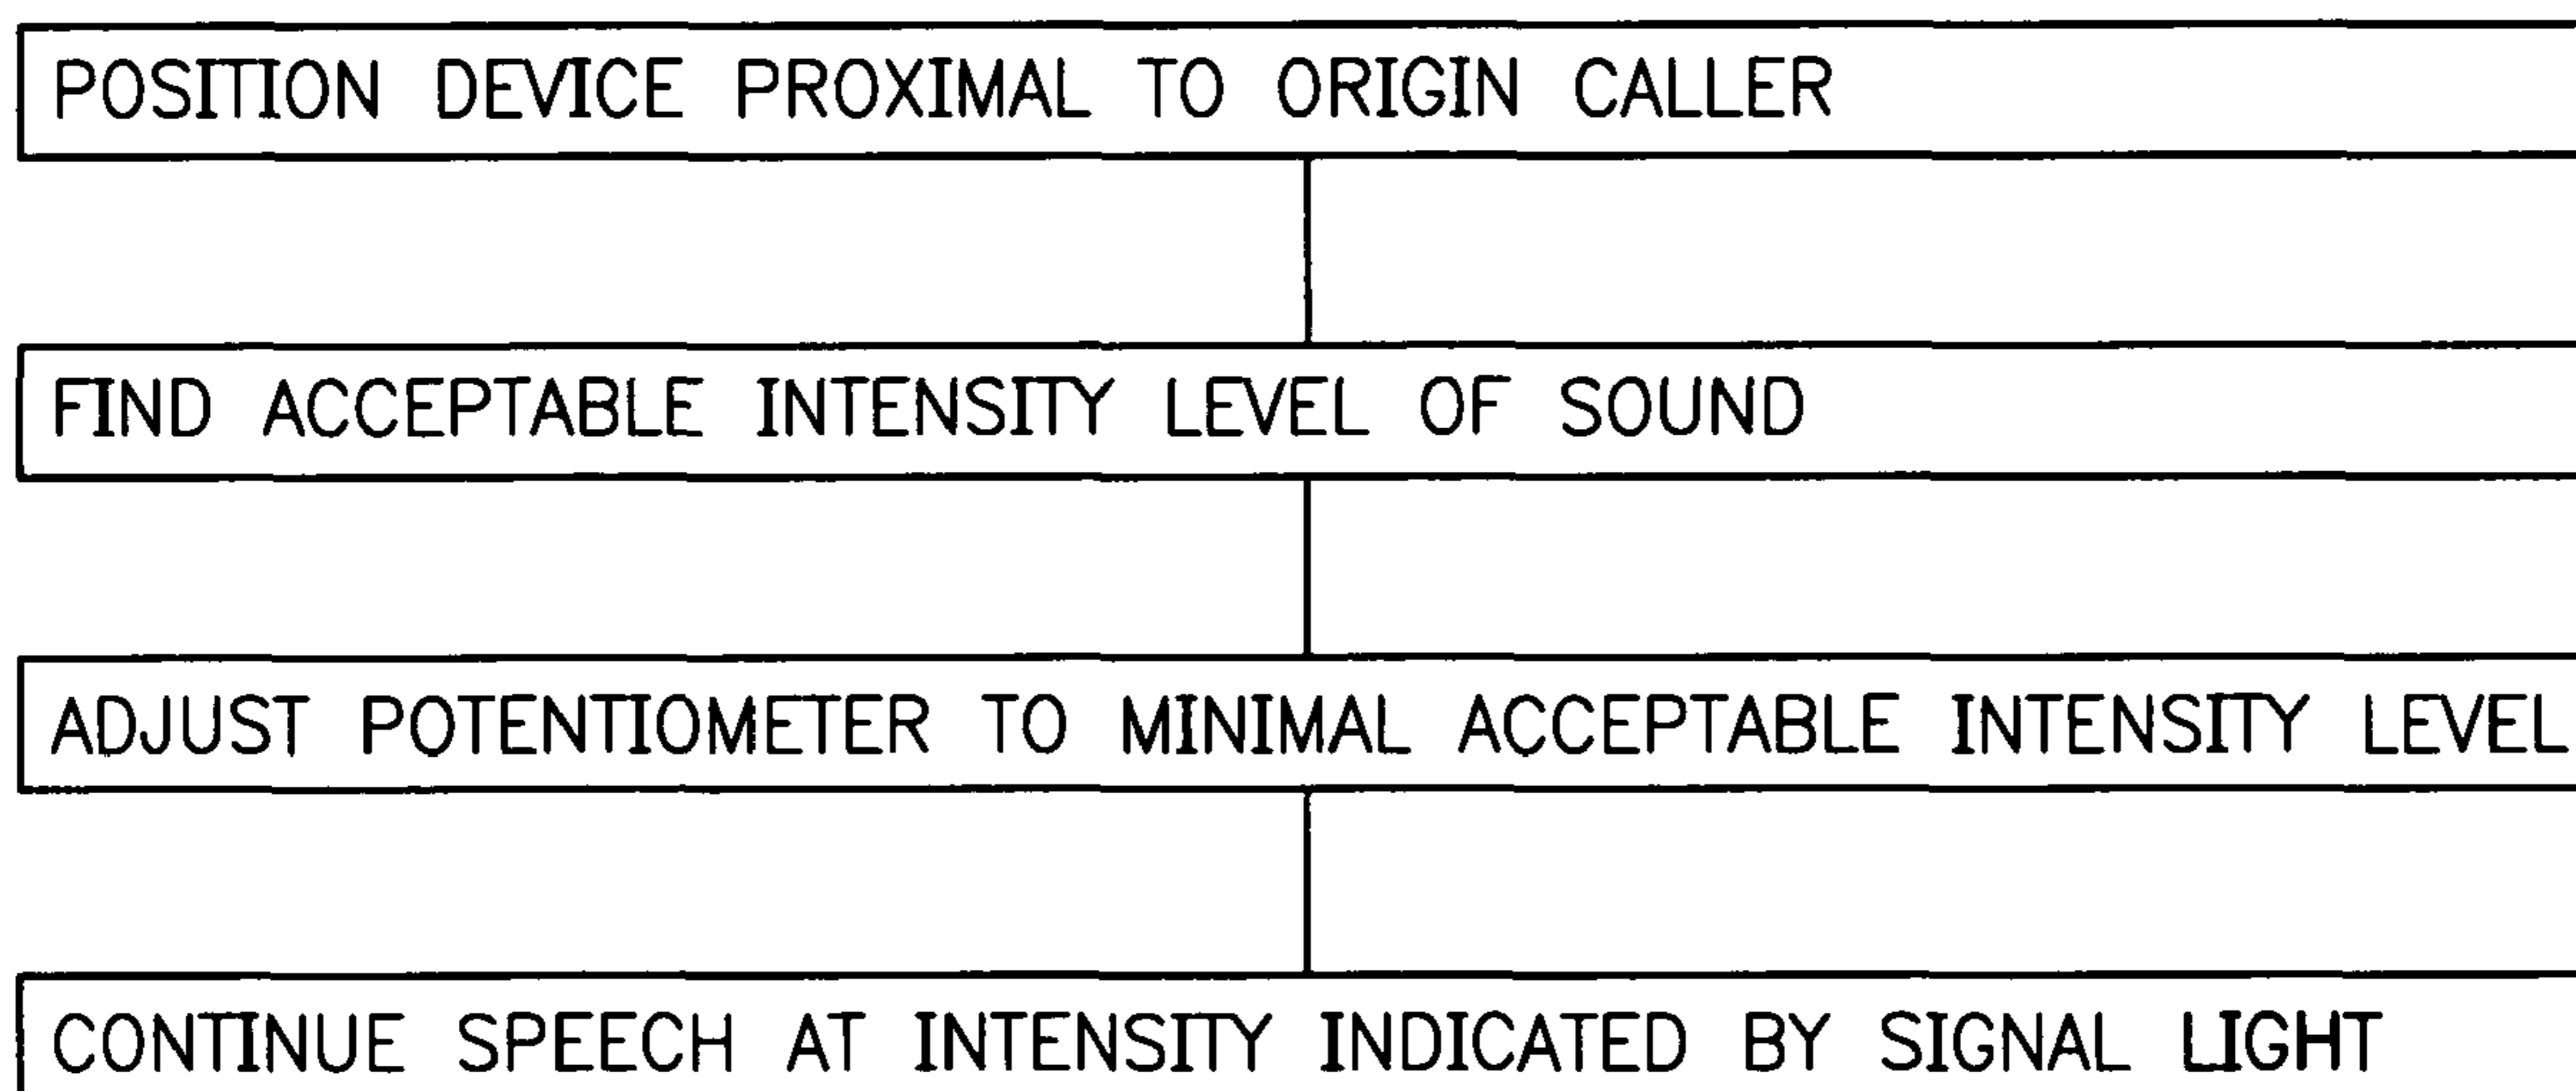 POSITION DEVICE PROXIMAL TO ORIGIN CALLER
FIND ACCEPTABLE INTENSITY LEVEL OF SOUND
ADJUST POTENTIOMETER TO MINIMAL ACCEPTABLE INTENSITY LEVEL
CONTINUE SPEECH AT INTENSITY INDICATED BY SIGNAL LIGHT